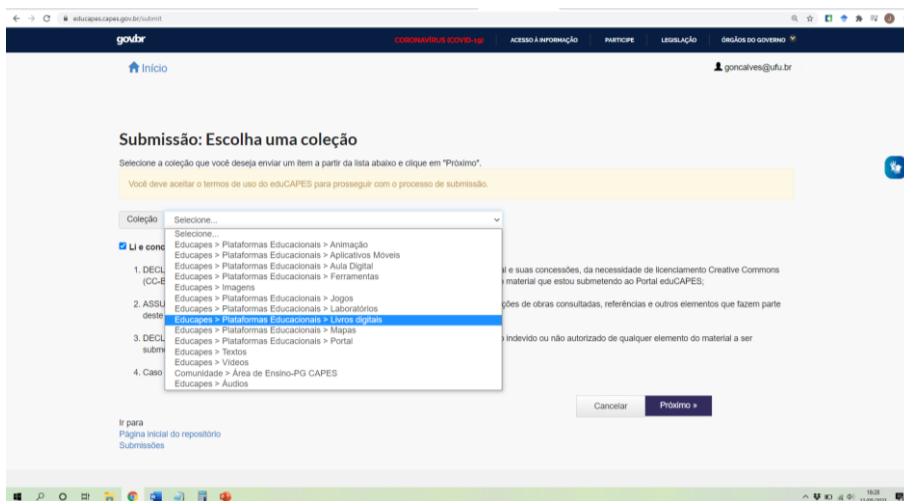 educapes.capes.gov.br/submit
govbr
CORONAVÍRUS (COVID-19) ACESSO À INFORMAÇÃO PARTICIPE LEGISLAÇÃO ÓRGÃOS DO GOVERNO
Início
goncalves@ufu.br
Submissão: Escolha uma coleção
Selecione a coleção que você deseja enviar um item a partir da lista abaixo e clique em "Próximo".
Você deve aceitar o termos de uso do eduCAPES para prosseguir com o processo de submissão.
Coleção Selecione...
Selecione...
Educapes > Plataformas Educacionais > Animação
Li e conc
Educapes > Plataformas Educacionais > Aplicativos Móveis
Educapes > Plataformas Educacionais > Aula Digital
1. DECL al e suas concessões, da necessidade de licenciamento Creative Commons
Educapes > Plataformas Educacionais > Ferramentas
(CC-B material que estou submetendo ao Portal eduCAPES;
Educapes > Imagens
Educapes > Plataformas Educacionais > Jogos
2. ASSU ções de obras consultadas, referências e outros elementos que fazem parte
Educapes > Plataformas Educacionais > Laboratórios
deste
Educapes > Plataformas Educacionais > Livros digitais
Educapes > Plataformas Educacionais > Mapas
3. DECL indevido ou não autorizado de qualquer elemento do material a ser
Educapes > Plataformas Educacionais > Portal
subm
Educapes > Textos
Educapes > Vídeos
4. Caso
Comunidade > Área de Ensino-PG CAPES
Educapes > Áudios
Cancelar Próximo »
Ir para
Página inicial do repositório
Submissões
16:28